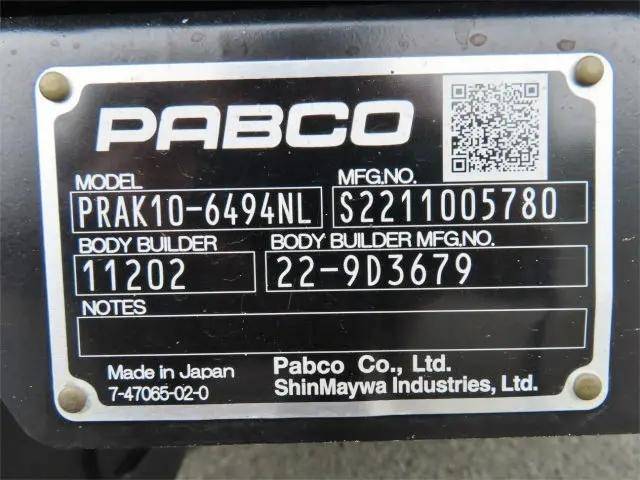 PABCO
MODEL MFG.NO.
PRAK10-6494NL S2211005780
BODY BUILDER BODY BUILDER MFG.NO.
11202 22-9D3679
NOTES
Made in Japan Pabco Co., Ltd.
7-47065-02-0 ShinMaywa Industries, Ltd.